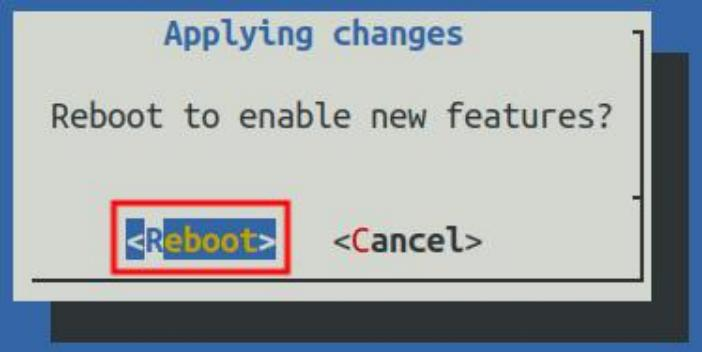 Applying changes
Reboot to enable new features?
<Reboot> <Cancel>